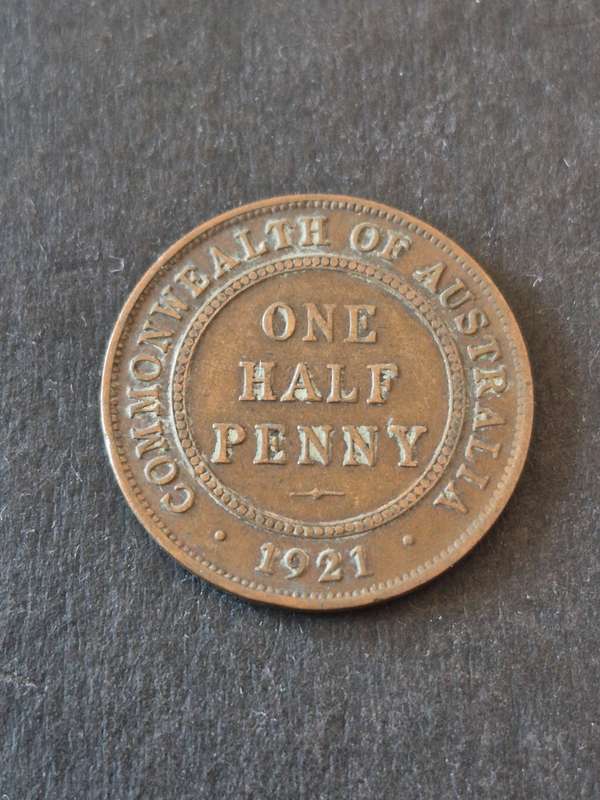 COMMONWEALTH OF AUSTRALIA
ONE
HALF
PENNY
· 1921 ·